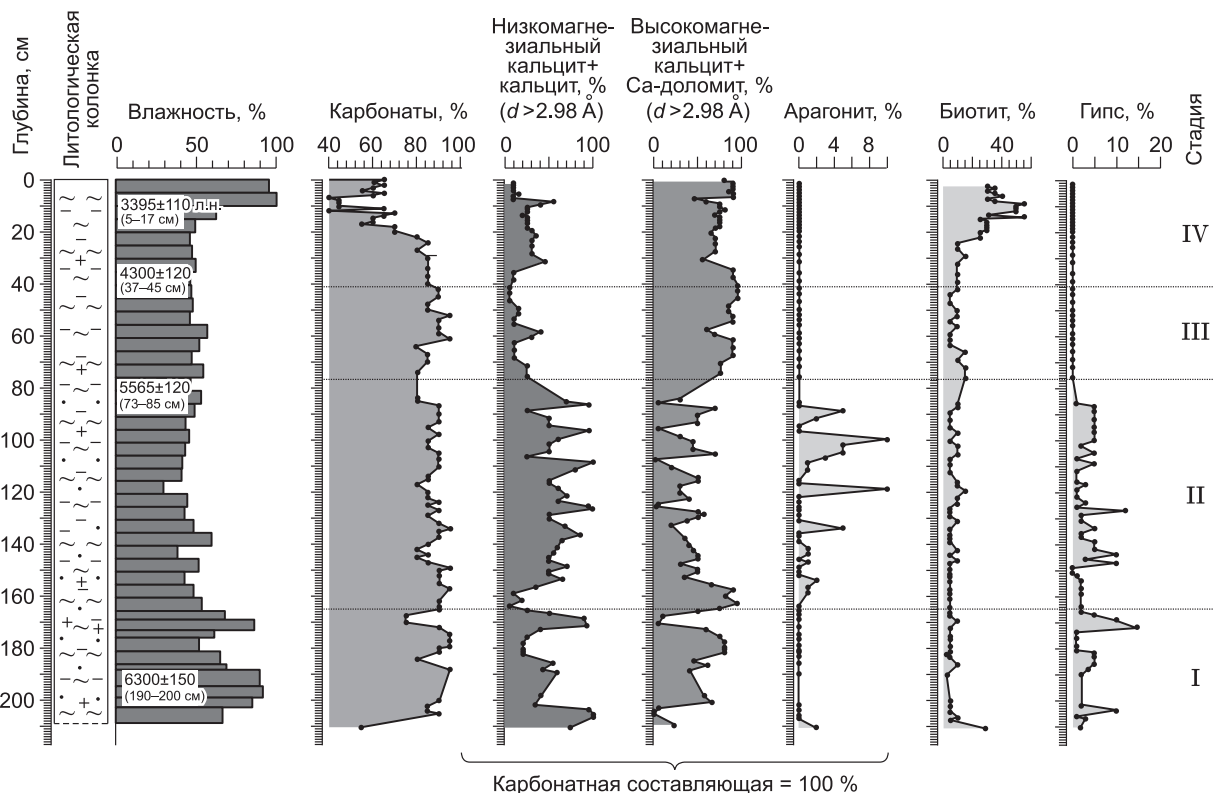 Глубина, см
Литологическая
колонка
Влажность, %
Карбонаты, %
Низкомагне-
зиальный
кальцит+
кальцит, %
(d >2.98 Å)
Высокомагне-
зиальный
кальцит+
Ca-доломит, %
(d >2.98 Å)
Арагонит, %
Биотит, %
Гипс, %
Стадия
0 50 100
40 60 80 100
0 100
0 100
0 4 8 10
0 20 60
0 10 20
0
20
40
60
80
100
120
140
160
180
200
3395±110 л.н.
(5–17 см)
4300±120
(37–45 см)
5565±120
(73–85 см)
6300±150
(190–200 см)
IV
III
II
I
Карбонатная составляющая = 100 %